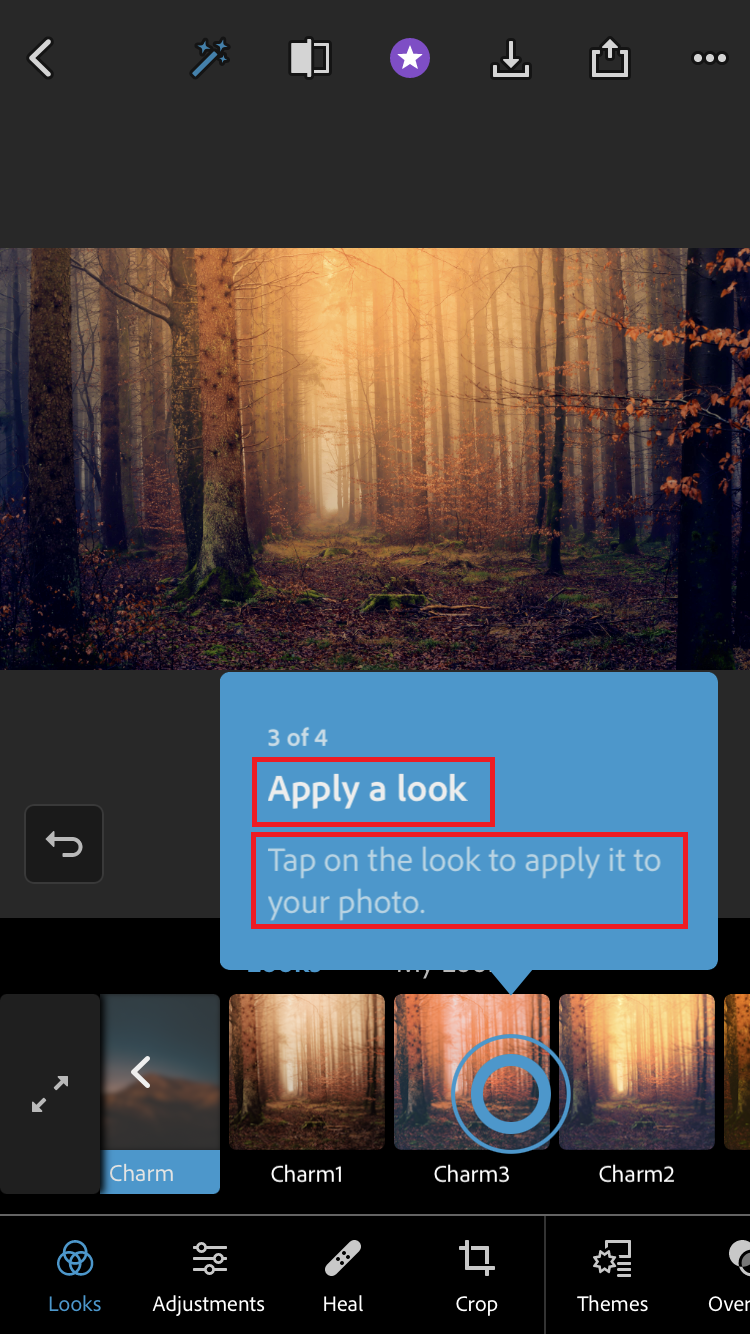 3 of 4
Apply a look
Tap on the look to apply it to
your photo.
Charm
Charm1
Charm3
Charm2
Looks
Adjustments
Heal
Crop
Themes